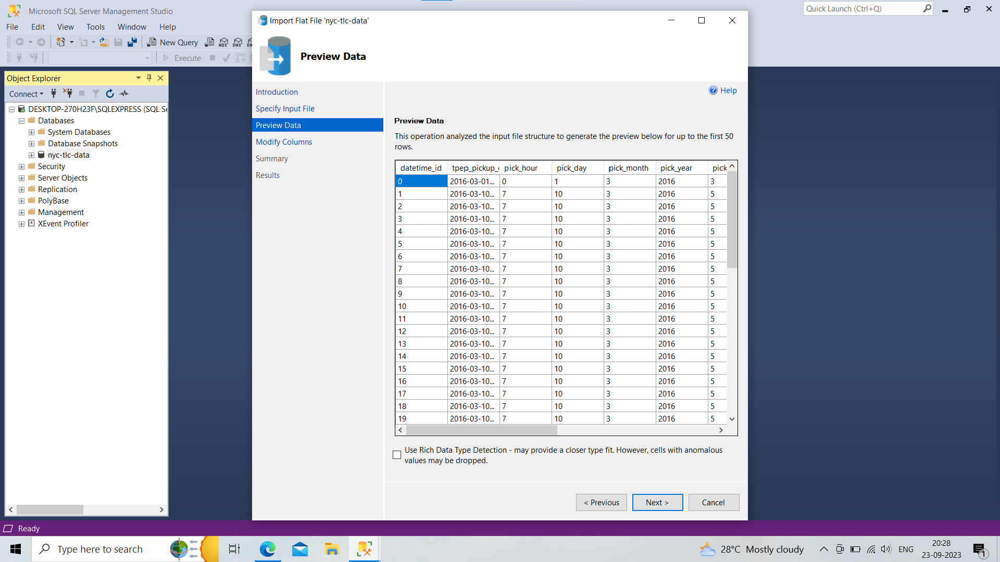 Microsoft SQL Server Management Studio
Quick Launch (Ctrl+Q)
File Edit View Tools Window Help
New Query MDX DMX
Execute
Object Explorer
Connect
DESKTOP-270H23F\SQLEXPRESS (SQL Se
Databases
System Databases
Database Snapshots
nyc-tlc-data
Security
Server Objects
Replication
PolyBase
Management
XEvent Profiler
Import Flat File 'nyc-tlc-data'
Preview Data
Introduction
Specify Input File
Preview Data
Modify Columns
Summary
Results
Help
Preview Data
This operation analyzed the input file structure to generate the preview below for up to the first 50
rows.
datetime_id tpep_pickup_ pick_hour pick_day pick_month pick_year pick
0 2016-03-01... 0 1 3 2016 3
1 2016-03-10... 7 10 3 2016 5
2 2016-03-10... 7 10 3 2016 5
3 2016-03-10... 7 10 3 2016 5
4 2016-03-10... 7 10 3 2016 5
5 2016-03-10... 7 10 3 2016 5
6 2016-03-10... 7 10 3 2016 5
7 2016-03-10... 7 10 3 2016 5
8 2016-03-10... 7 10 3 2016 5
9 2016-03-10... 7 10 3 2016 5
10 2016-03-10... 7 10 3 2016 5
11 2016-03-10... 7 10 3 2016 5
12 2016-03-10... 7 10 3 2016 5
13 2016-03-10... 7 10 3 2016 5
14 2016-03-10... 7 10 3 2016 5
15 2016-03-10... 7 10 3 2016 5
16 2016-03-10... 7 10 3 2016 5
17 2016-03-10... 7 10 3 2016 5
18 2016-03-10... 7 10 3 2016 5
19 2016-03-10... 7 10 3 2016 5
Use Rich Data Type Detection - may provide a closer type fit. However, cells with anomalous
values may be dropped.
< Previous Next > Cancel
Ready
Type here to search
28°C Mostly cloudy
ENG
20:28
23-09-2023
1